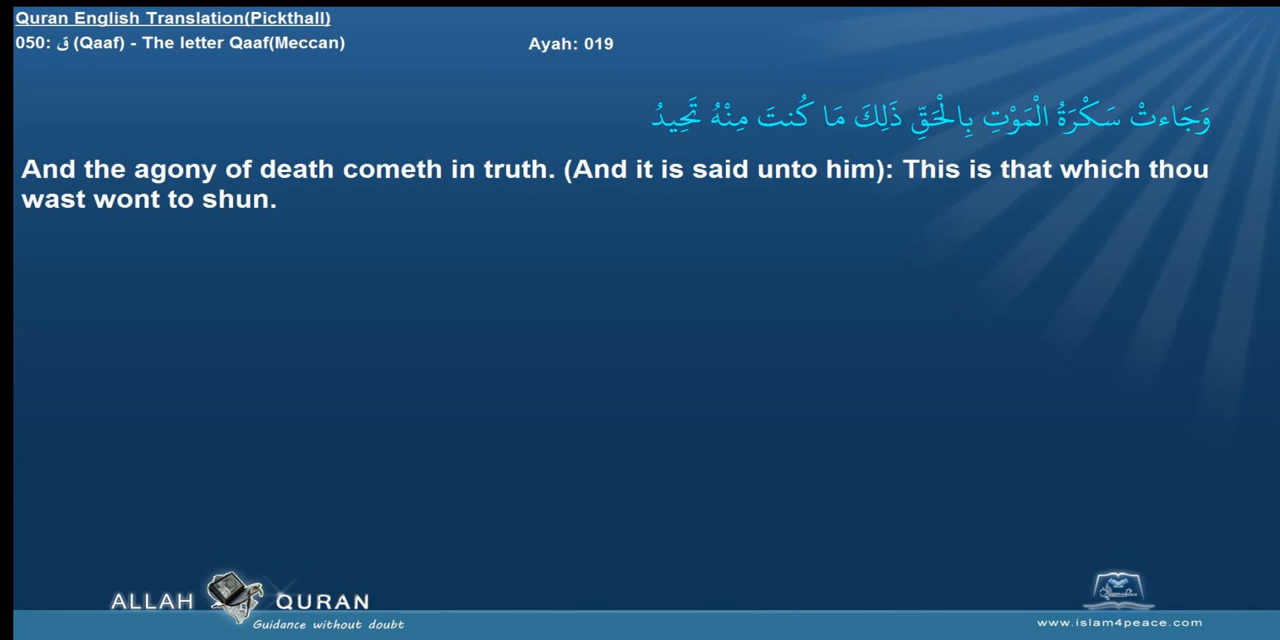 Quran English Translation(Pickthall)
050: ق (Qaaf) - The letter Qaaf(Meccan)
Ayah: 019
وَجَاءتْ سَكْرَةُ الْمَوْتِ بِالْحَقِّ ذَلِكَ مَا كُنتَ مِنْهُ تَحِيدُ
And the agony of death cometh in truth. (And it is said unto him): This is that which thou
wast wont to shun.
ALLAH QURAN
Guidance without doubt
www.islam4peace.com